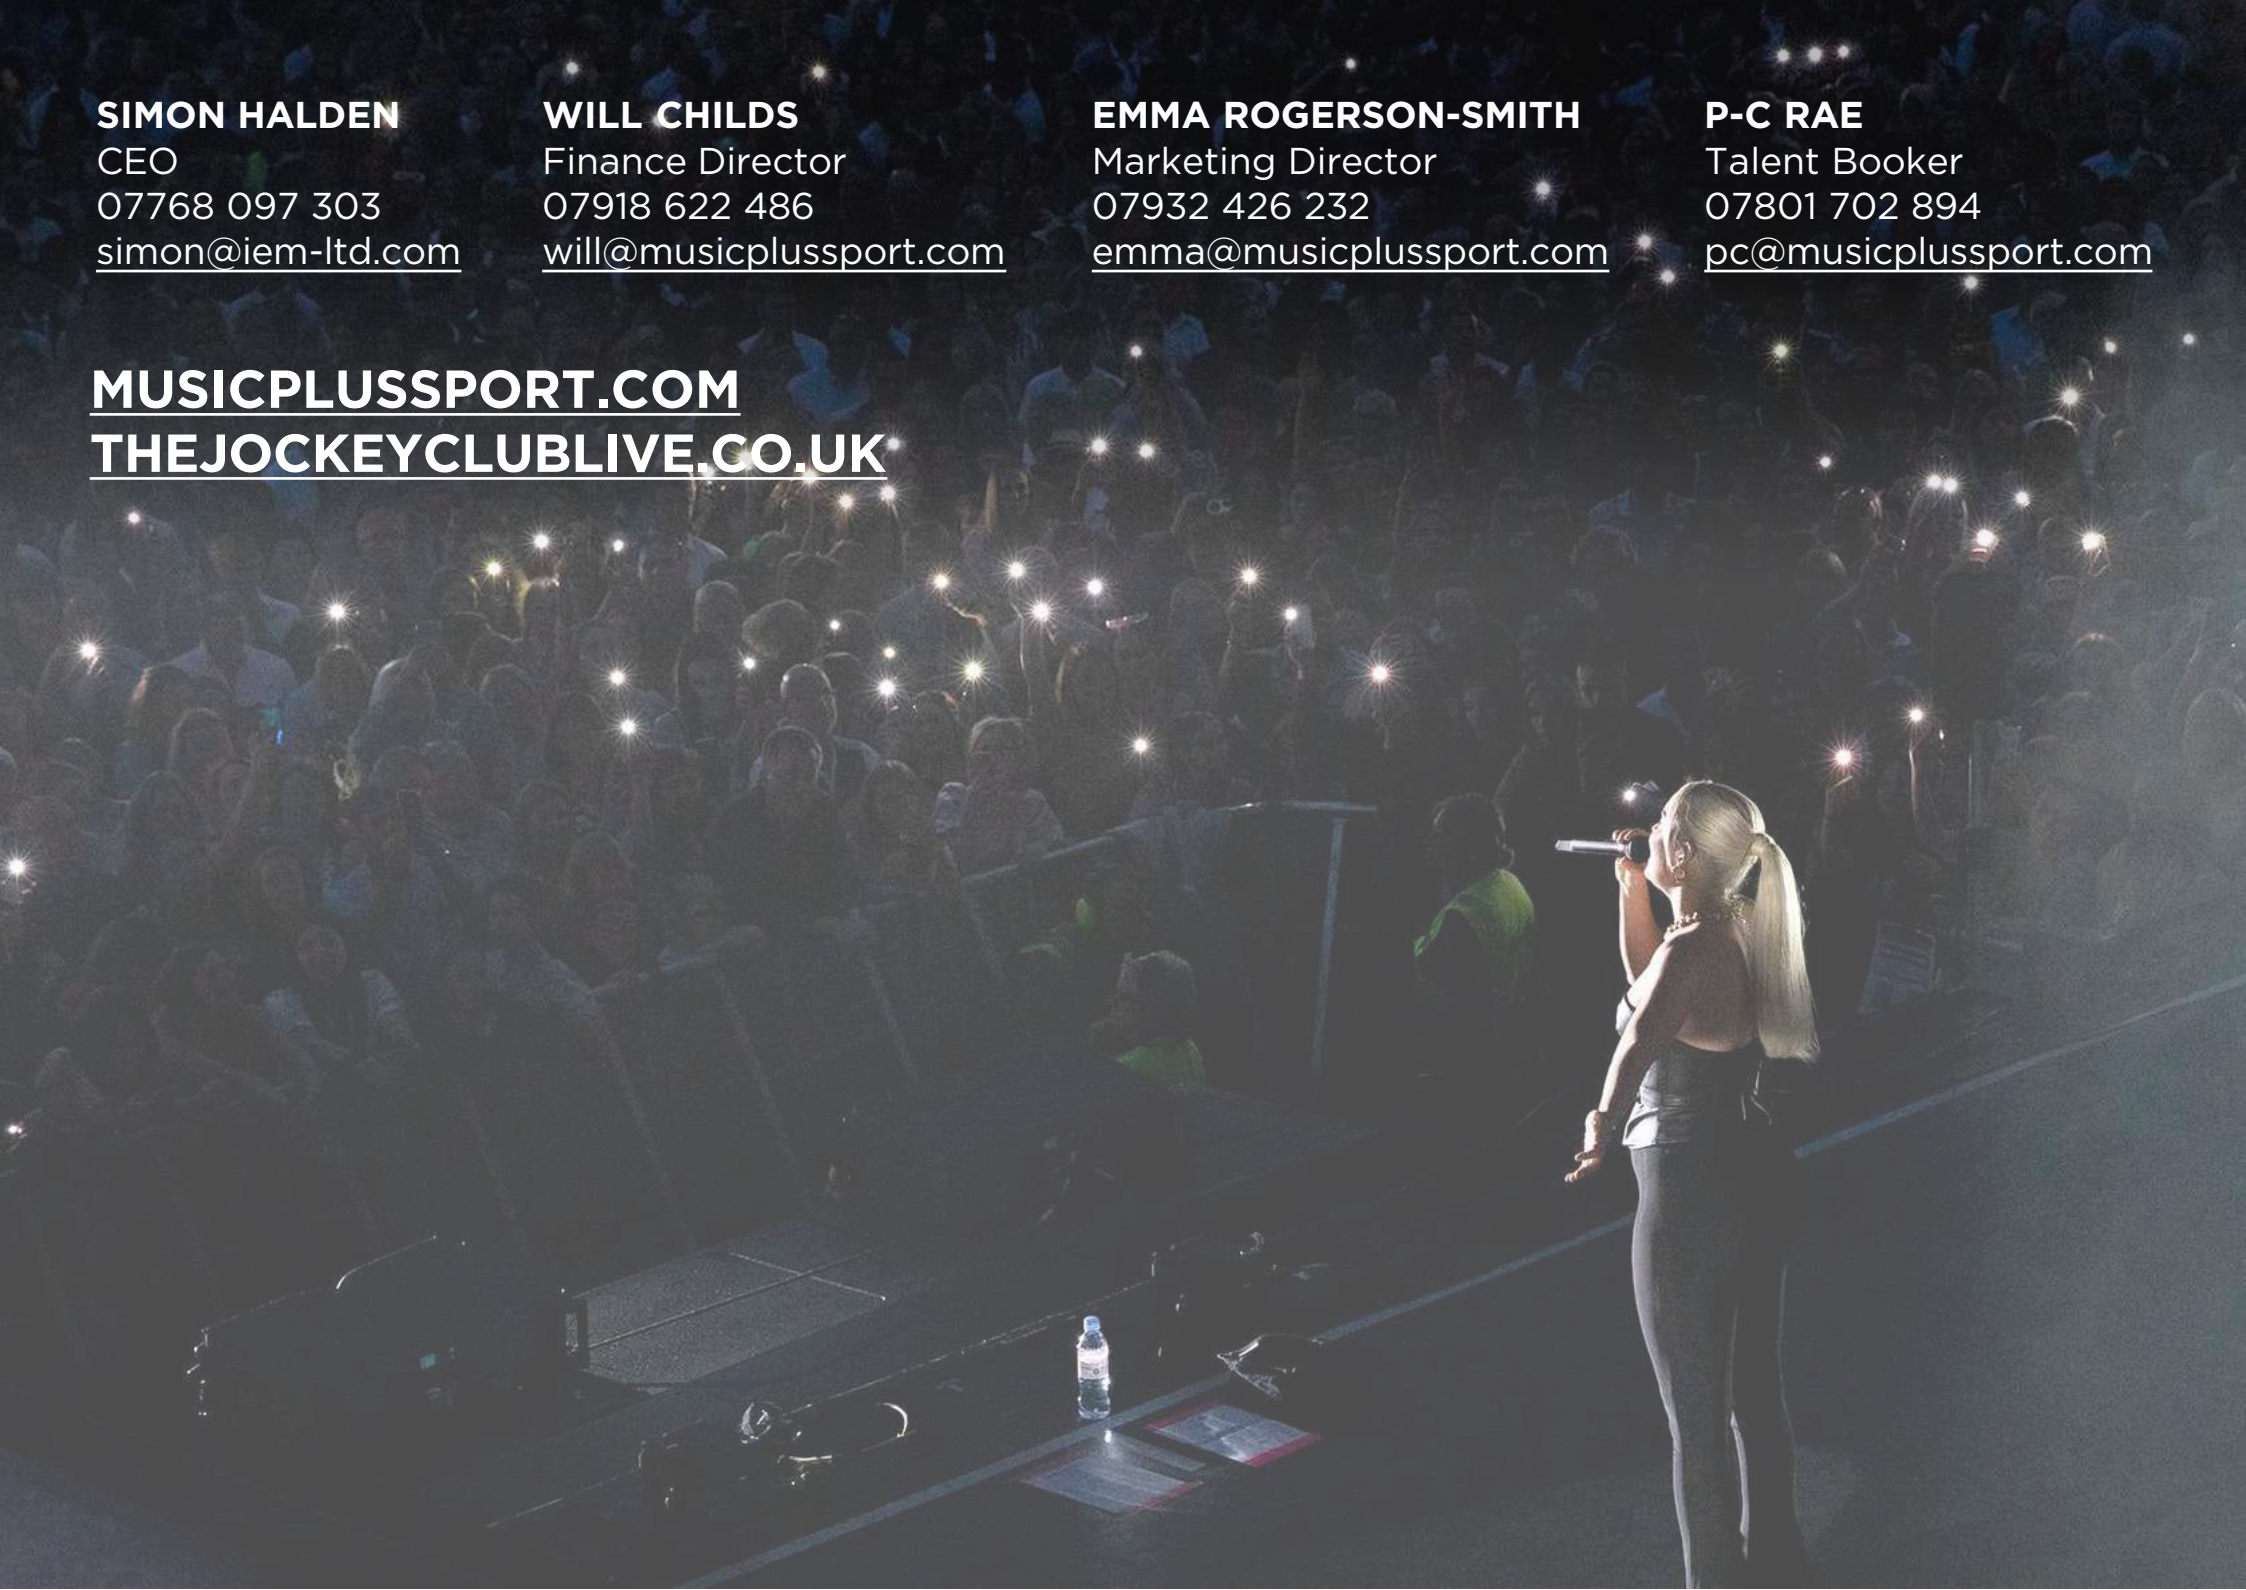 SIMON HALDEN
CEO
07768 097 303
simon@iem-ltd.com
WILL CHILDS
Finance Director
07918 622 486
will@musicplussport.com
EMMA ROGERSON-SMITH
Marketing Director
07932 426 232
emma@musicplussport.com
P-C RAE
Talent Booker
07801 702 894
pc@musicplussport.com
MUSICPLUSSPORT.COM
THEJOCKEYCLUBLIVE.CO.UK